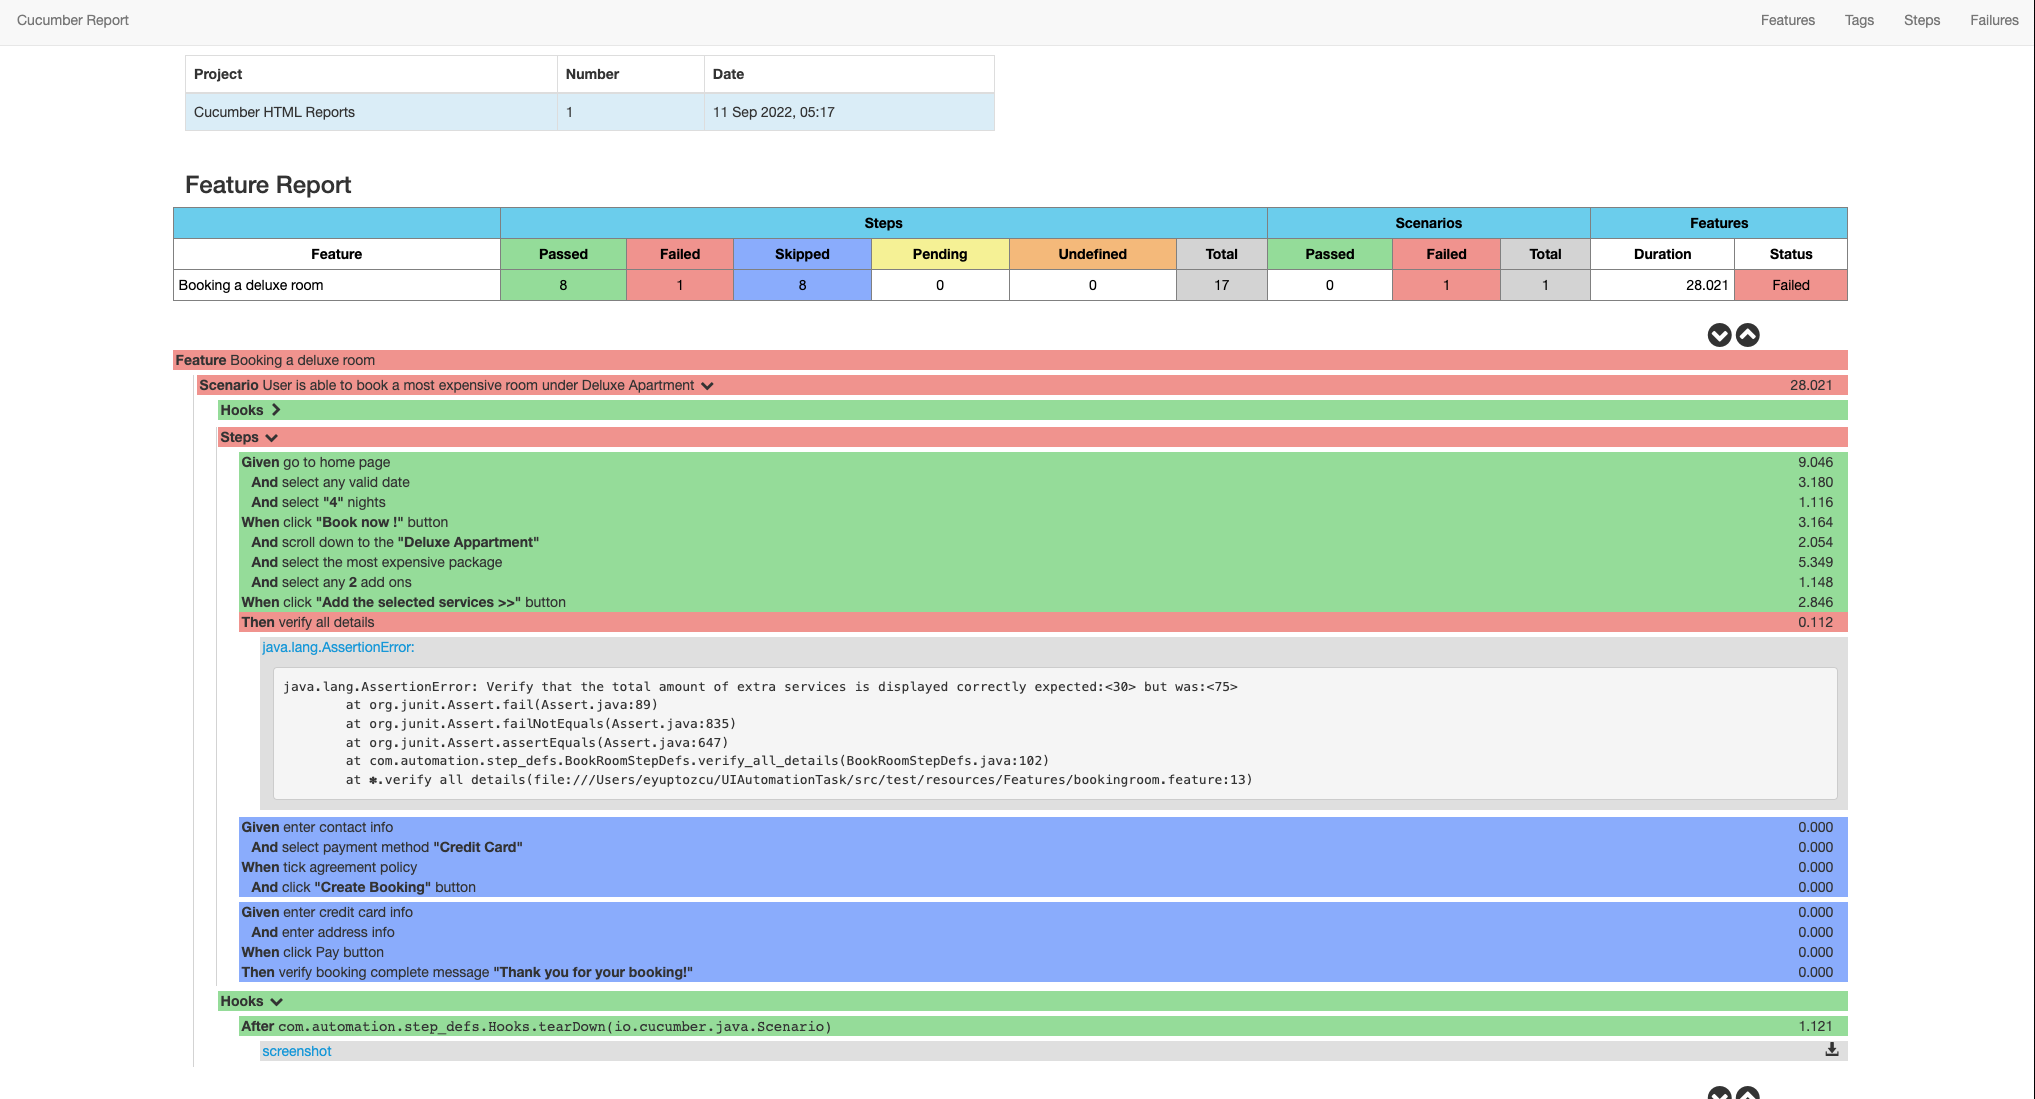 Cucumber Report Features Tags Steps Failures
Project Number Date
Cucumber HTML Reports 1 11 Sep 2022, 05:17
Feature Report
Steps Scenarios Features
Feature Passed Failed Skipped Pending Undefined Total Passed Failed Total Duration Status
Booking a deluxe room 8 1 8 0 0 17 0 1 1 28.021 Failed
Feature Booking a deluxe room
Scenario User is able to book a most expensive room under Deluxe Apartment 28.021
Hooks
Steps
Given go to home page 9.046
And select any valid date 3.180
And select "4" nights 1.116
When click "Book now !" button 3.164
And scroll down to the "Deluxe Appartment" 2.054
And select the most expensive package 5.349
And select any 2 add ons 1.148
When click "Add the selected services >>" button 2.846
Then verify all details 0.112
java.lang.AssertionError:
java.lang.AssertionError: Verify that the total amount of extra services is displayed correctly expected:<30> but was:<75>
at org.junit.Assert.fail(Assert.java:89)
at org.junit.Assert.failNotEquals(Assert.java:835)
at org.junit.Assert.assertEquals(Assert.java:647)
at com.automation.step_defs.BookRoomStepDefs.verify_all_details(BookRoomStepDefs.java:102)
at ✽.verify all details(file:///Users/eyuptozcu/UIAutomationTask/src/test/resources/Features/bookingroom.feature:13)
Given enter contact info 0.000
And select payment method "Credit Card" 0.000
When tick agreement policy 0.000
And click "Create Booking" button 0.000
Given enter credit card info 0.000
And enter address info 0.000
When click Pay button 0.000
Then verify booking complete message "Thank you for your booking!" 0.000
Hooks
After com.automation.step_defs.Hooks.tearDown(io.cucumber.java.Scenario) 1.121
screenshot